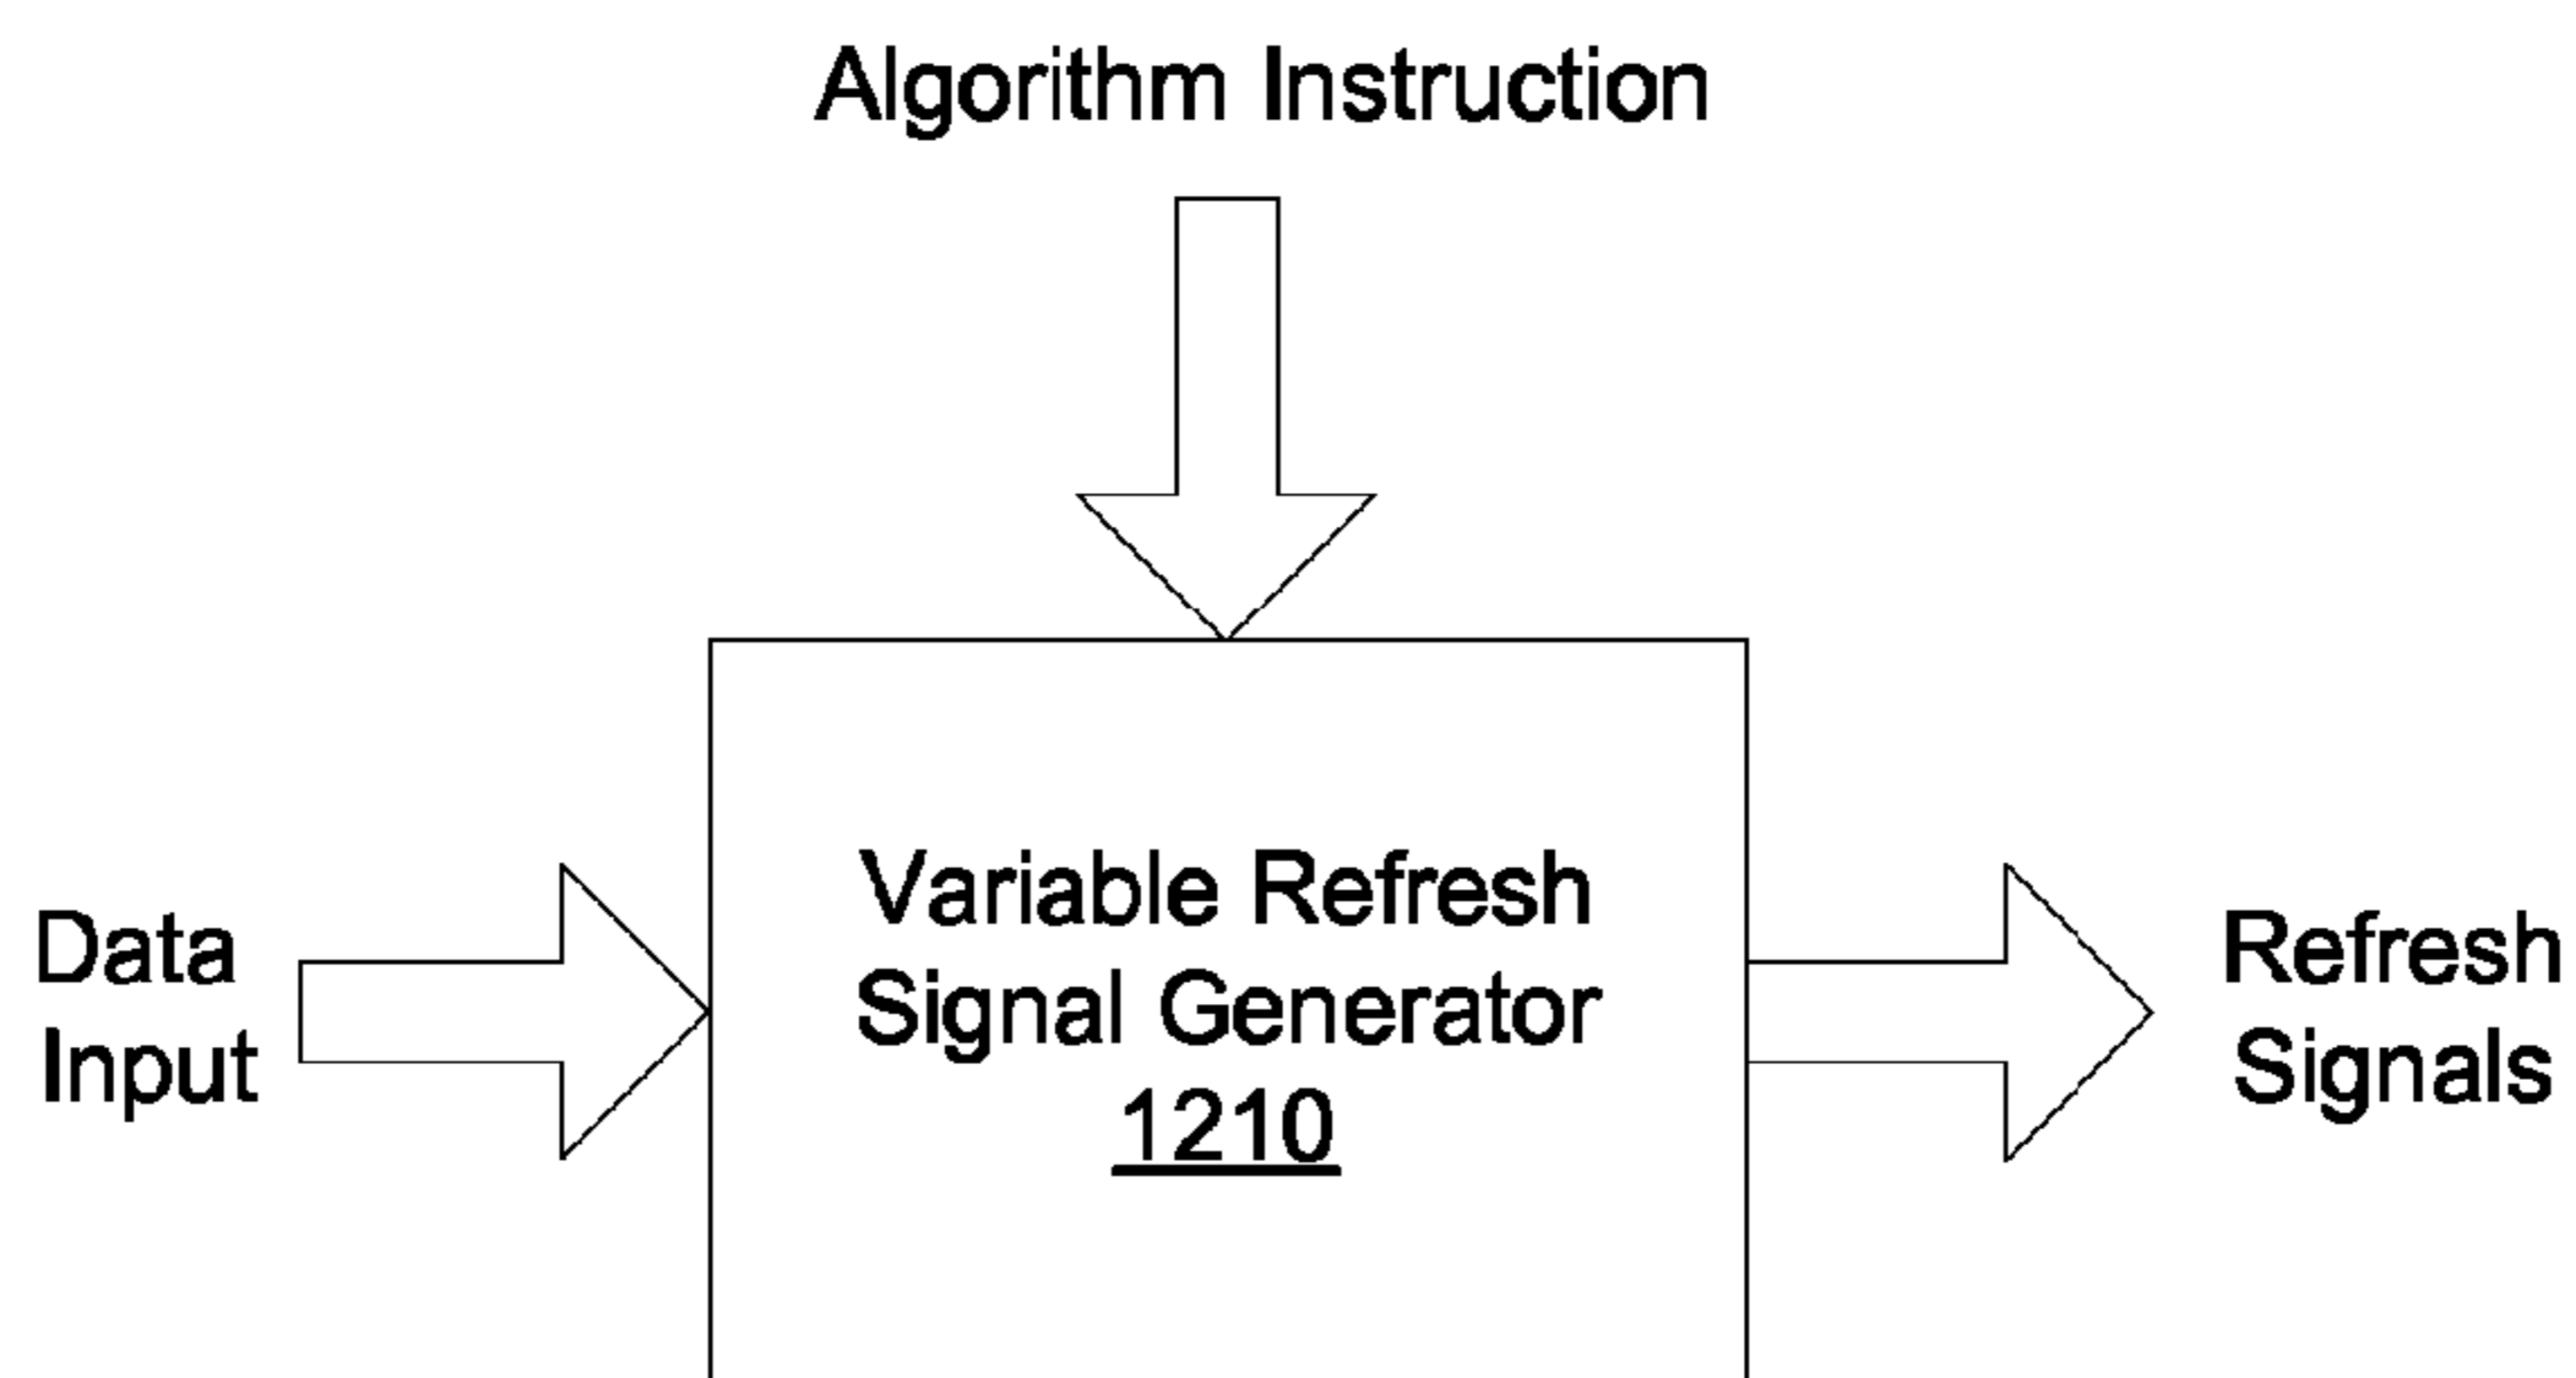 Algorithm Instruction
Data
Input
Variable Refresh
Signal Generator
1210
Refresh
Signals